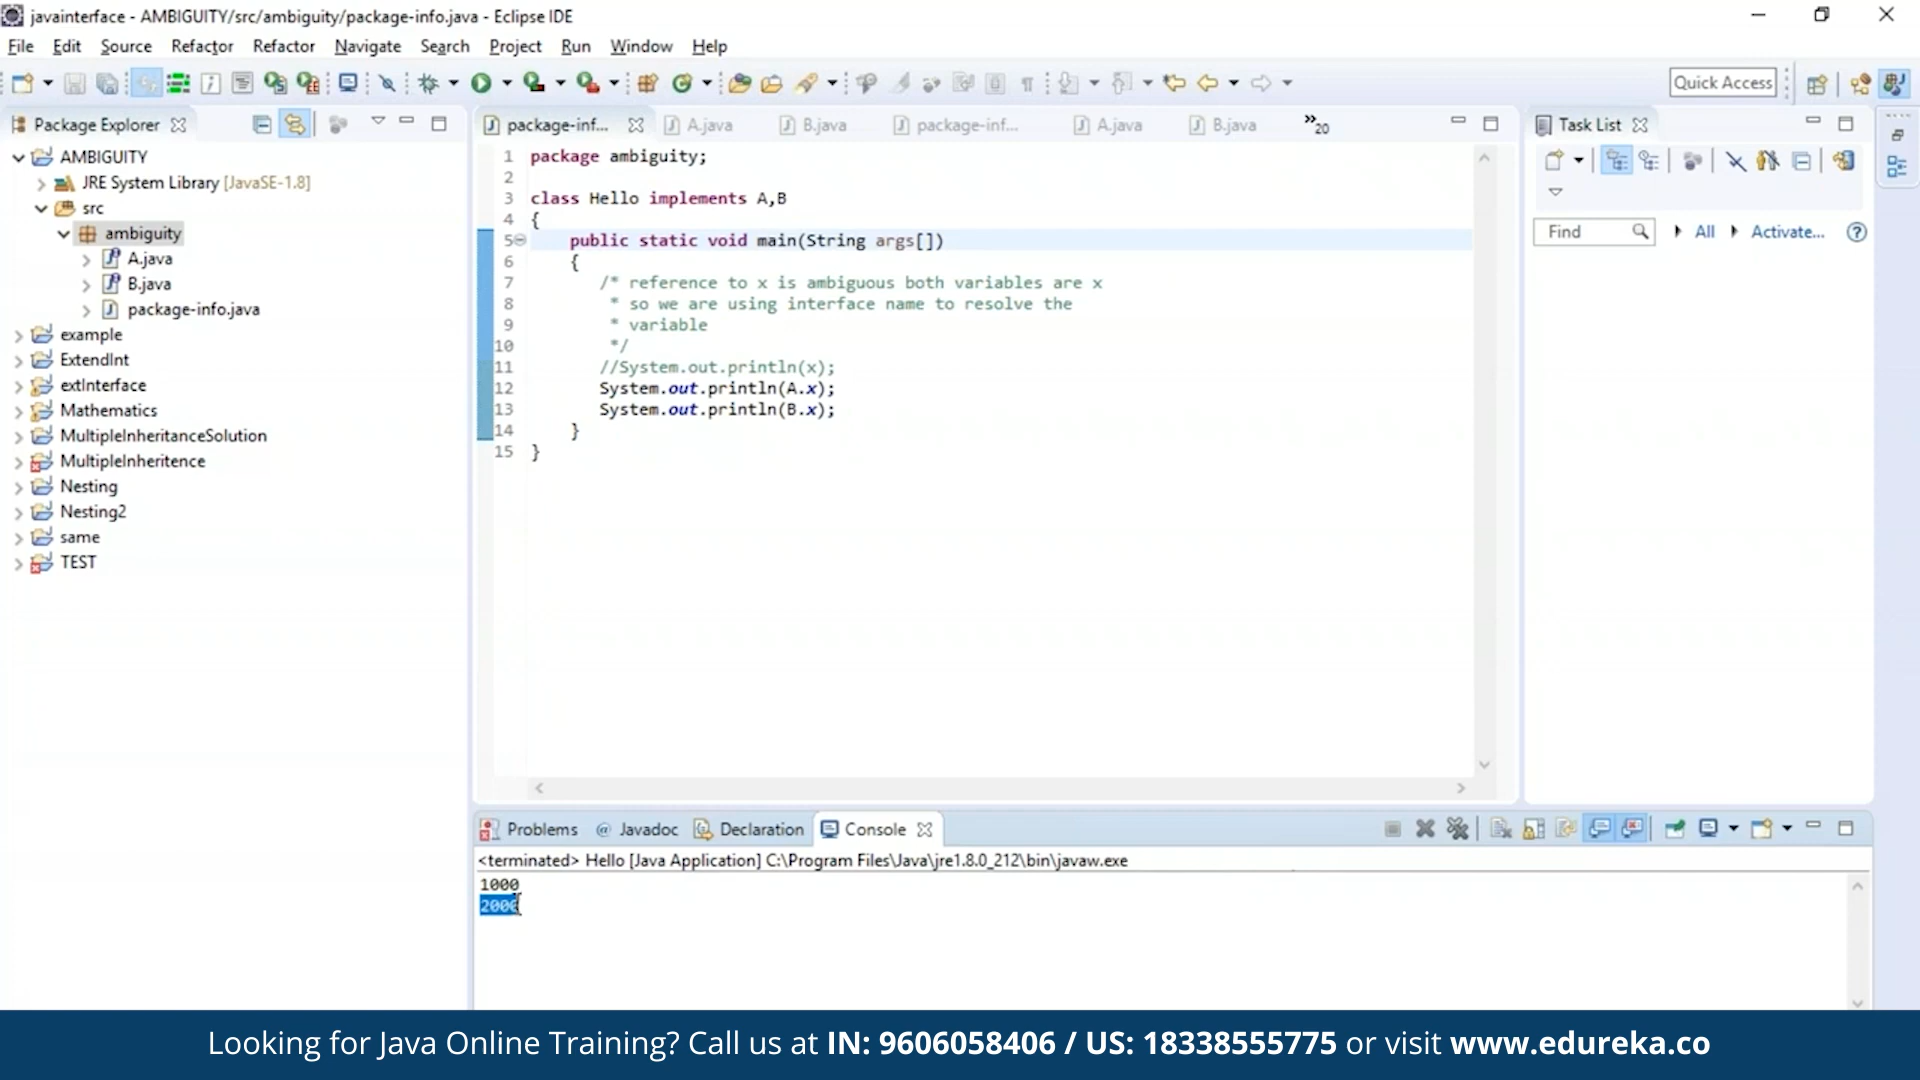 javainterface - AMBIGUITY/src/ambiguity/package-info.java - Eclipse IDE
File Edit Source Refactor Refactor Navigate Search Project Run Window Help
Quick Access
Package Explorer
AMBIGUITY
JRE System Library [JavaSE-1.8]
src
ambiguity
A.java
B.java
package-info.java
example
ExtendInt
extInterface
Mathematics
MultipleInheritanceSolution
MultipleInheritence
Nesting
Nesting2
same
TEST
package-inf... A.java B.java package-inf... A.java B.java »20
1 package ambiguity;
2
3 class Hello implements A,B
4 {
5 public static void main(String args[])
6 {
7 /* reference to x is ambiguous both variables are x
8 * so we are using interface name to resolve the
9 * variable
10 */
11 //System.out.println(x);
12 System.out.println(A.x);
13 System.out.println(B.x);
14 }
15 }
Task List
Find All Activate...
Problems @ Javadoc Declaration Console
<terminated> Hello [Java Application] C:\Program Files\Java\jre1.8.0_212\bin\javaw.exe
1000
2000
Looking for Java Online Training? Call us at IN: 9606058406 / US: 18338555775 or visit www.edureka.co